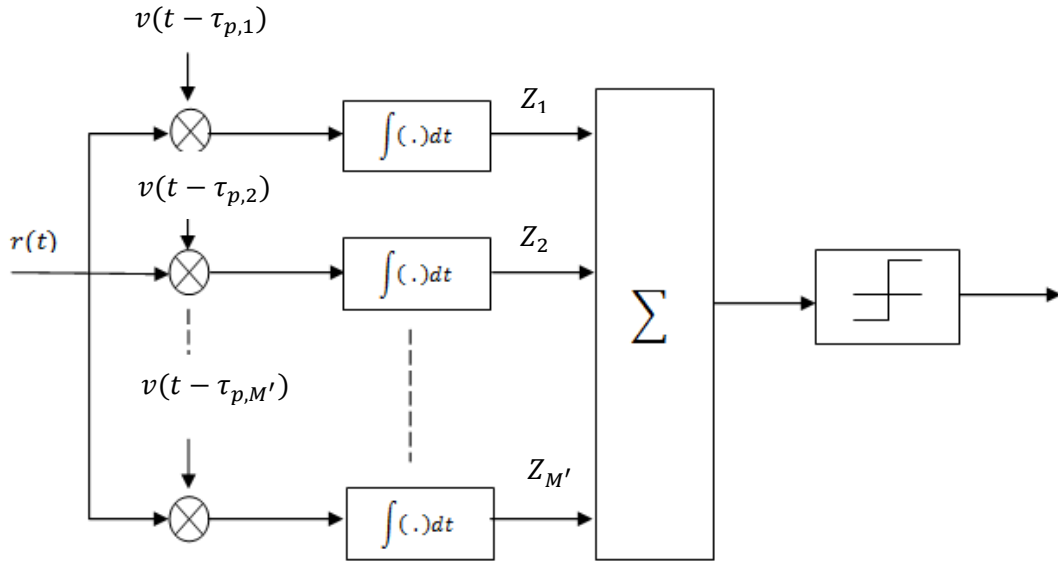 v(t − τ_{p,1})
Z_1
∫(.)dt
v(t − τ_{p,2})
r(t)
Z_2
∫(.)dt
∑
v(t − τ_{p,M′})
Z_{M′}
∫(.)dt